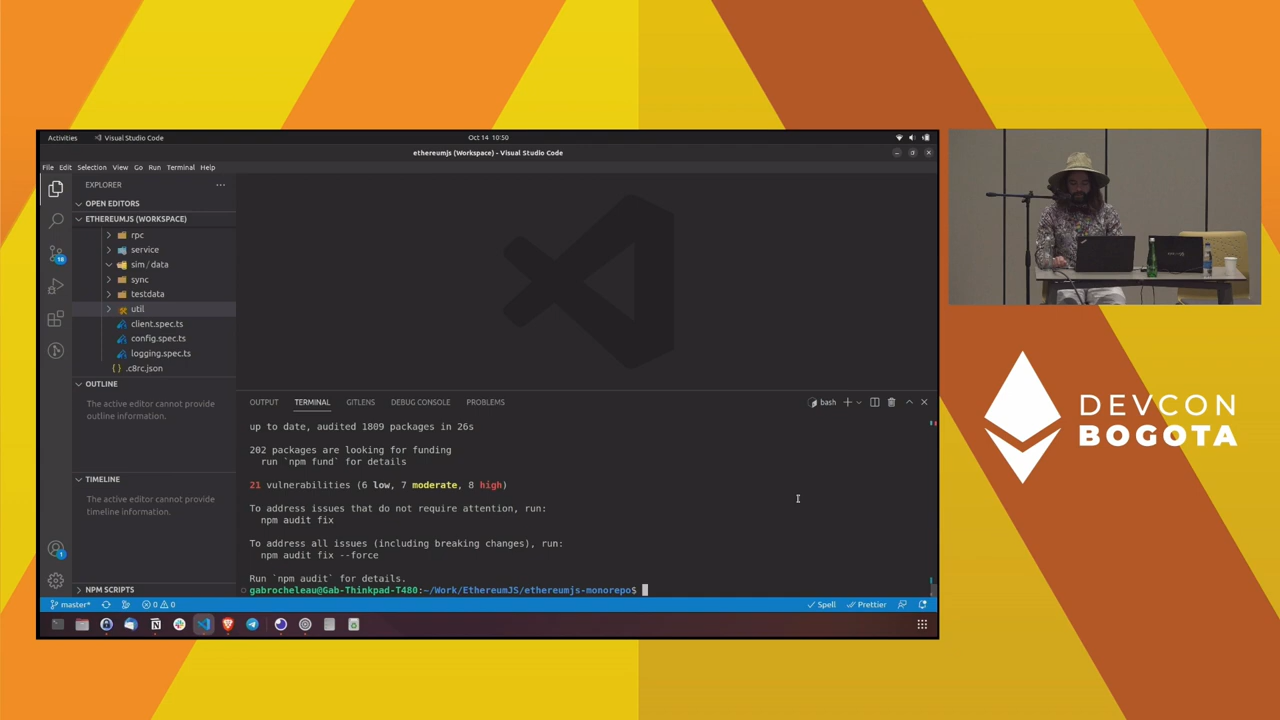 Activities
Visual Studio Code
Oct 14 10:50
ethereumjs (Workspace) - Visual Studio Code
File Edit Selection View Go Run Terminal Help
EXPLORER
OPEN EDITORS
ETHEREUMJS (WORKSPACE)
rpc
service
sim / data
sync
testdata
util
client.spec.ts
config.spec.ts
logging.spec.ts
{} .c8rc.json
OUTLINE
The active editor cannot provide
outline information.
TIMELINE
The active editor cannot provide
timeline information.
NPM SCRIPTS
18
1
OUTPUT TERMINAL GITLENS DEBUG CONSOLE PROBLEMS
bash
up to date, audited 1809 packages in 26s
202 packages are looking for funding
run `npm fund` for details
21 vulnerabilities (6 low, 7 moderate, 8 high)
To address issues that do not require attention, run:
npm audit fix
To address all issues (including breaking changes), run:
npm audit fix --force
Run `npm audit` for details.
gabrocheleau@Gab-Thinkpad-T480:~/Work/EthereumJS/ethereumjs-monorepo$
master* 0 0
Spell Prettier
DEVCON
BOGOTA